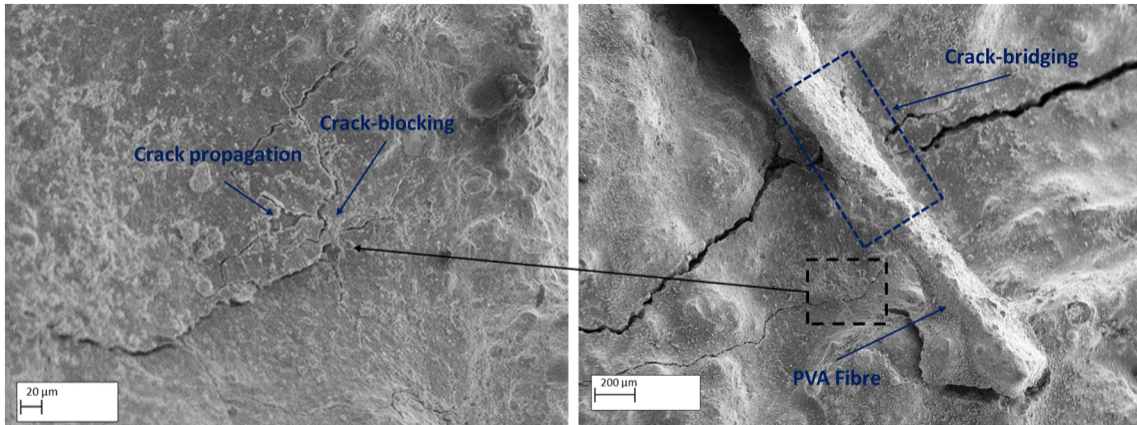 Crack-blocking
Crack propagation
20 µm
Crack-bridging
PVA Fibre
200 µm